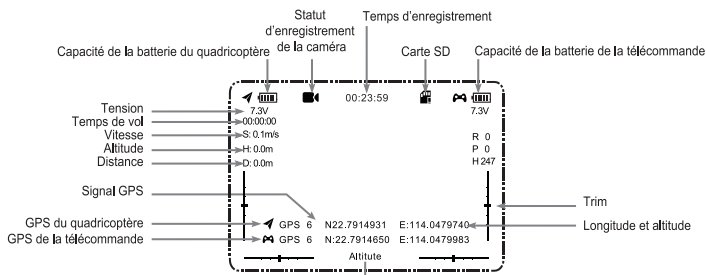 Statut
d'enregistrement
de la caméra
Temps d'enregistrement
Capacité de la batterie du quadricoptère
Carte SD
Capacité de la batterie de la télécommande
00:23:59
Tension
7.3V
7.3V
Temps de vol
00:00:00
Vitesse
S: 0.1m/s
R 0
Altitude
H: 0.0m
P 0
Distance
D: 0.0m
H 247
Signal GPS
Trim
GPS du quadricoptère
GPS 6 N22.7914931 E:114.0479740
Longitude et altitude
GPS de la télécommande
GPS 6 N:22.7914650 E:114.0479983
Altitute